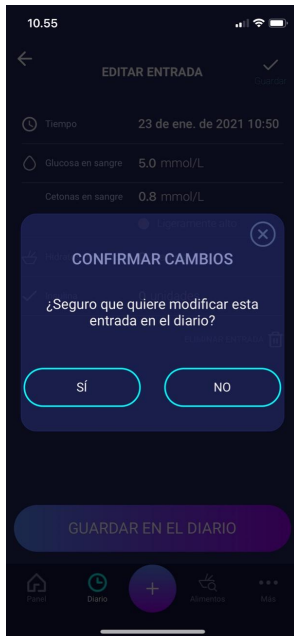 10.55
EDITAR ENTRADA
Guardar
Tiempo 23 de ene. de 2021 10:50
Glucosa en sangre 5.0 mmol/L
Cetonas en sangre 0.8 mmol/L
CONFIRMAR CAMBIOS
¿Seguro que quiere modificar esta
entrada en el diario?
SÍ NO
GUARDAR EN EL DIARIO
Panel Diario + Alimentos Más